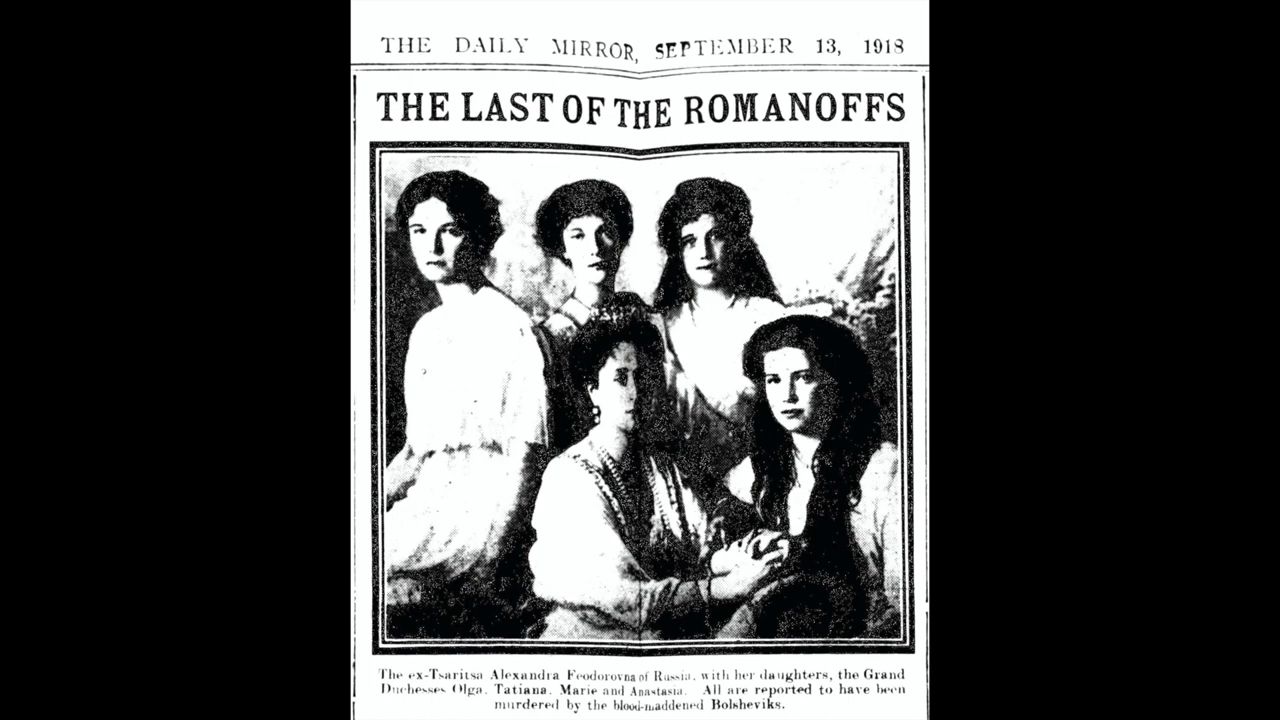 THE DAILY MIRROR, SEPTEMBER 13, 1918
THE LAST OF THE ROMANOFFS
The ex-Tsaritsa Alexandra Feodorovna of Russia, with her daughters, the Grand
Duchesses Olga, Tatiana, Marie and Anastasia. All are reported to have been
murdered by the blood-maddened Bolsheviks.